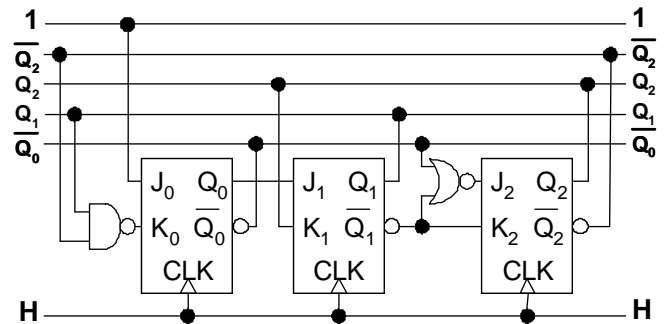 1 1
Q̅₂ Q̅₂
Q₂ Q₂
Q₁ Q₁
Q̅₀ Q̅₀
J₀ Q₀ J₁ Q₁ J₂ Q₂
K₀ Q̅₀ K₁ Q̅₁ K₂ Q̅₂
CLK CLK CLK
H H